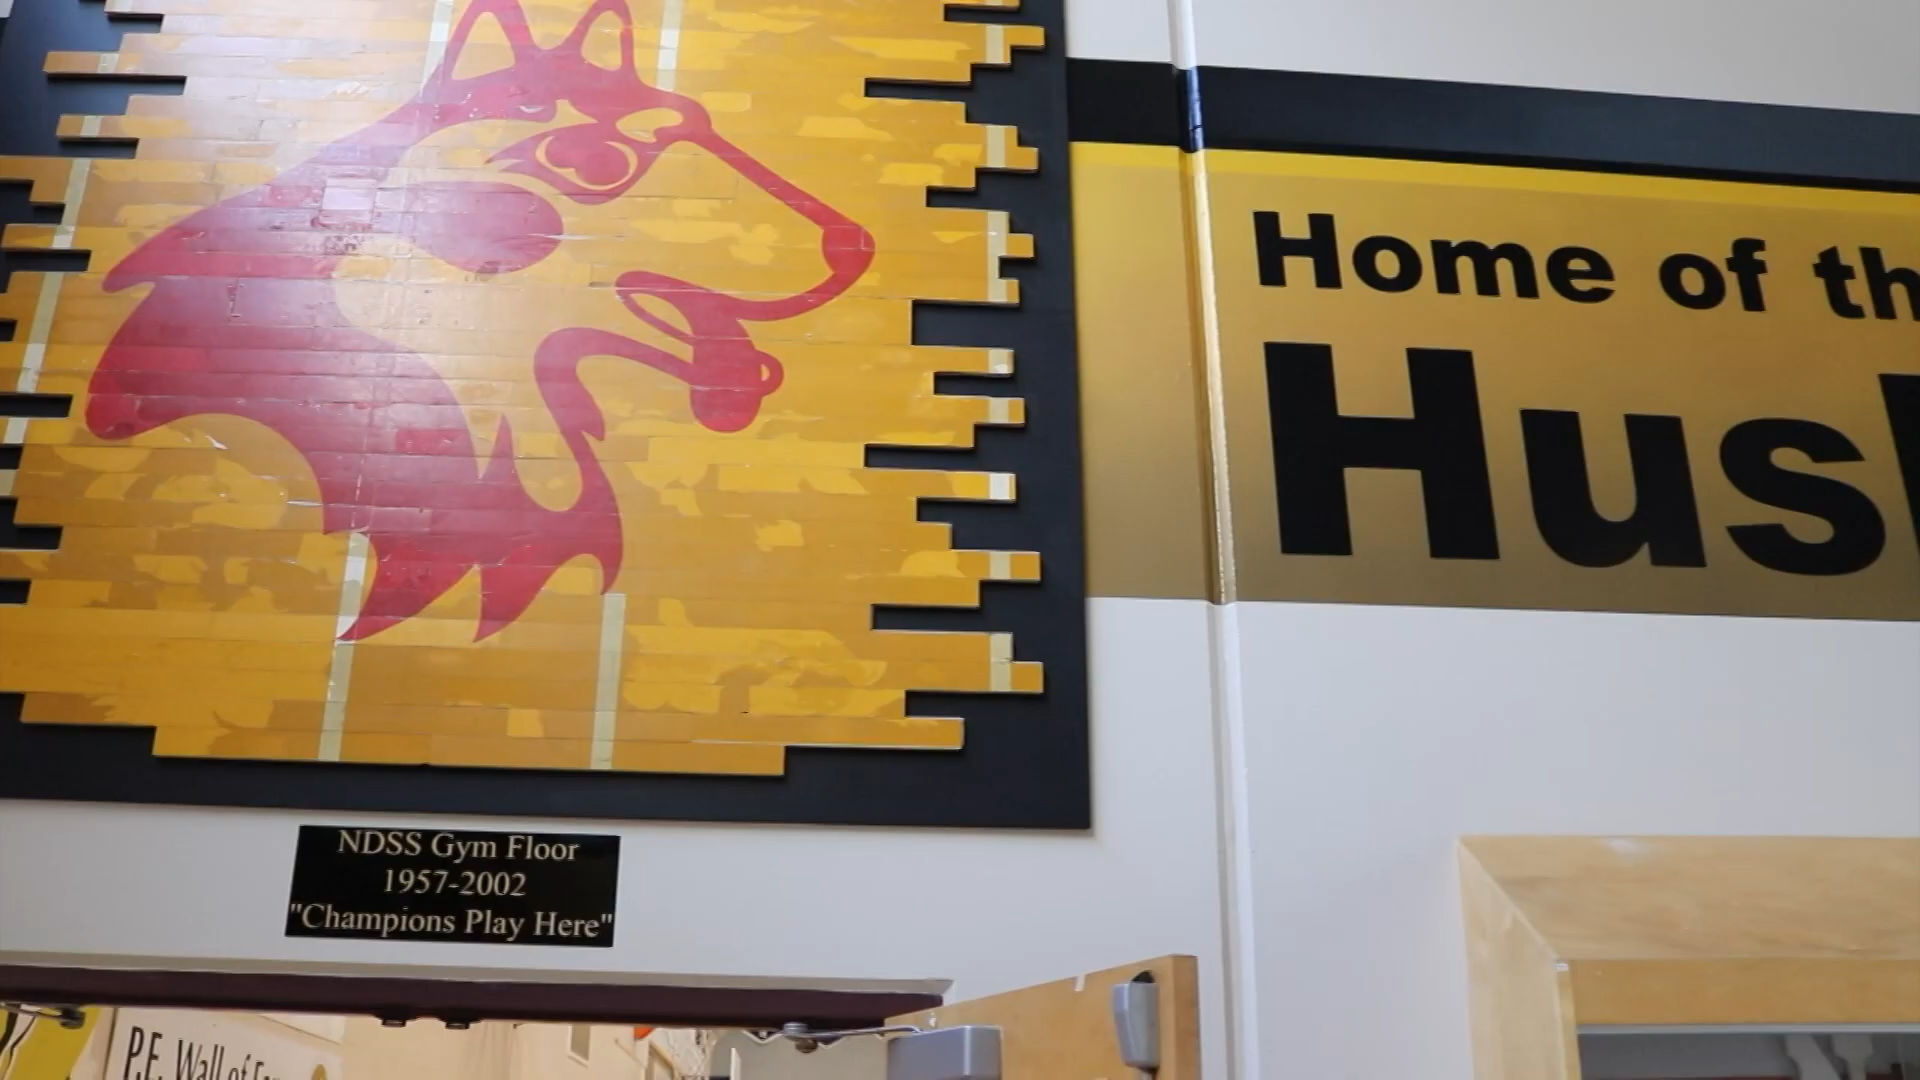 Home of th
Hus
NDSS Gym Floor
1957-2002
"Champions Play Here"
P.E. Wall of